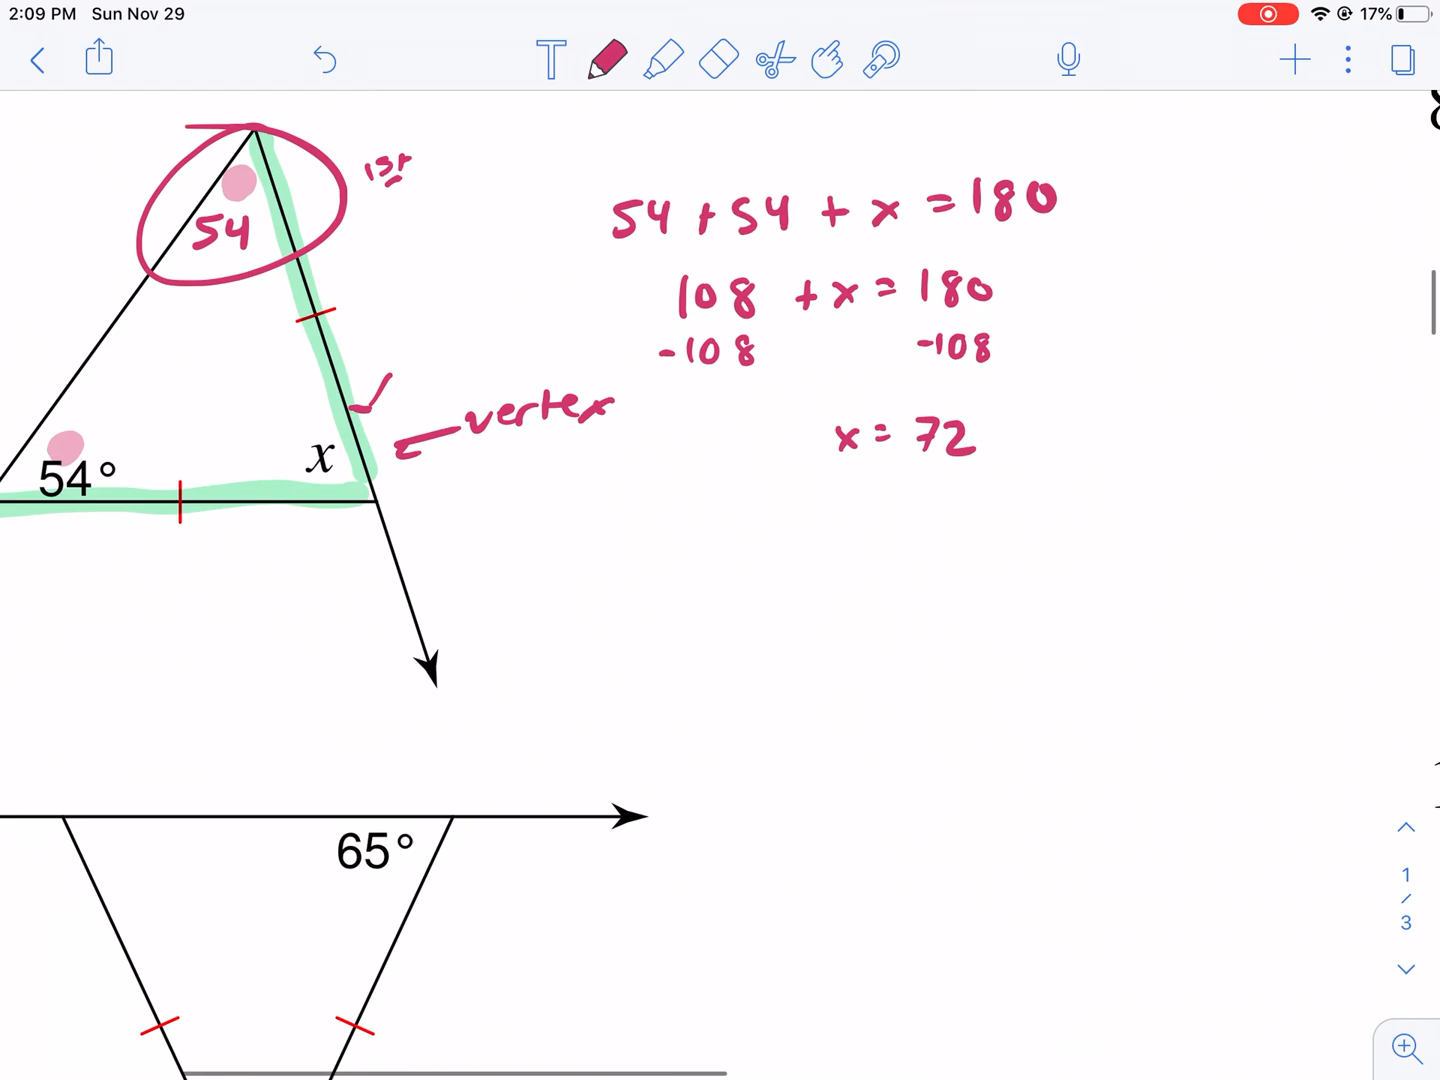 2:09 PM Sun Nov 29
17%
T
1st
54
54 + 54 + x = 180
108 + x = 180
-108 -108
vertex
x = 72
54°
x
65°
1
/
3